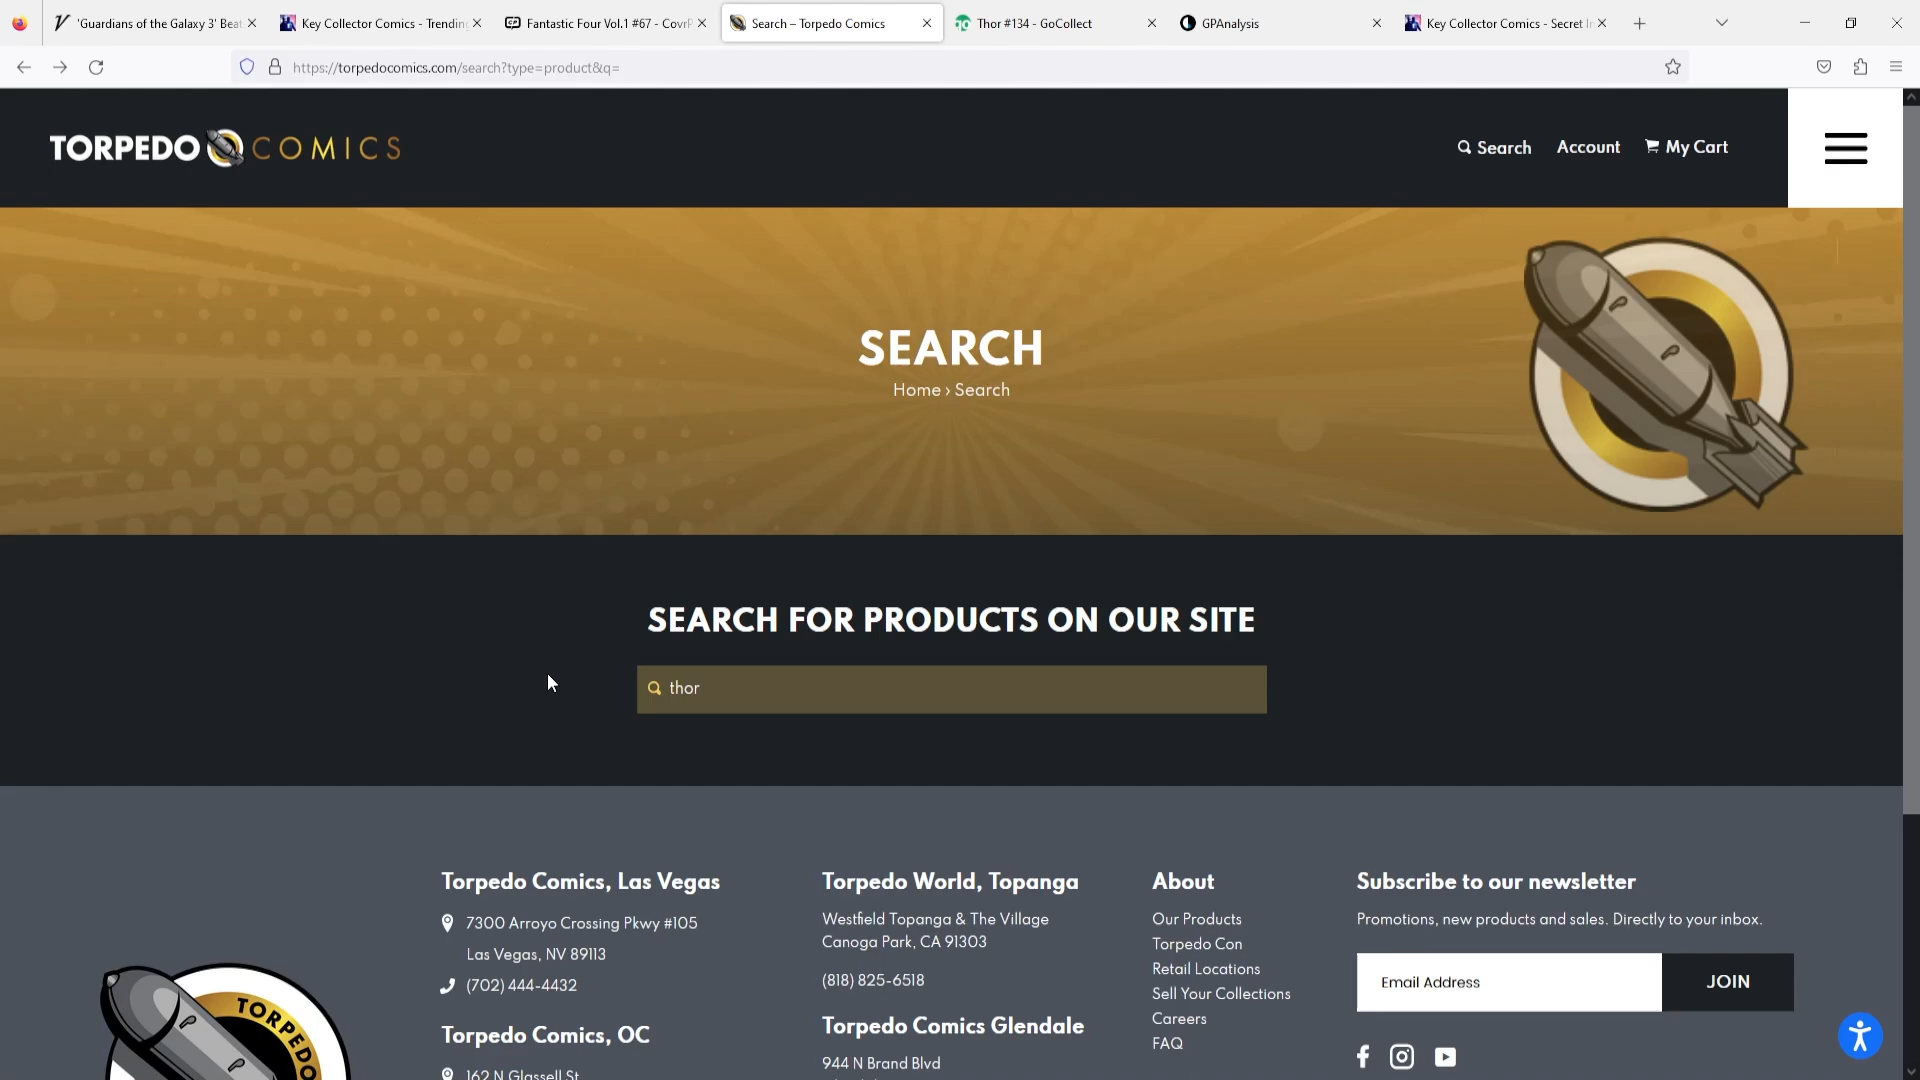 'Guardians of the Galaxy 3' Beat
Key Collector Comics - Trending
Fantastic Four Vol.1 #67 - CovrP
Search – Torpedo Comics
Thor #134 - GoCollect
GPAnalysis
Key Collector Comics - Secret In
https://torpedocomics.com/search?type=product&q=
TORPEDO COMICS
Search
Account
My Cart
SEARCH
Home › Search
SEARCH FOR PRODUCTS ON OUR SITE
thor
Torpedo Comics, Las Vegas
7300 Arroyo Crossing Pkwy #105
Las Vegas, NV 89113
(702) 444-4432
Torpedo Comics, OC
162 N Glassell St
Torpedo World, Topanga
Westfield Topanga & The Village
Canoga Park, CA 91303
(818) 825-6518
Torpedo Comics Glendale
944 N Brand Blvd
About
Our Products
Torpedo Con
Retail Locations
Sell Your Collections
Careers
FAQ
Subscribe to our newsletter
Promotions, new products and sales. Directly to your inbox.
Email Address
JOIN
TORPEDO